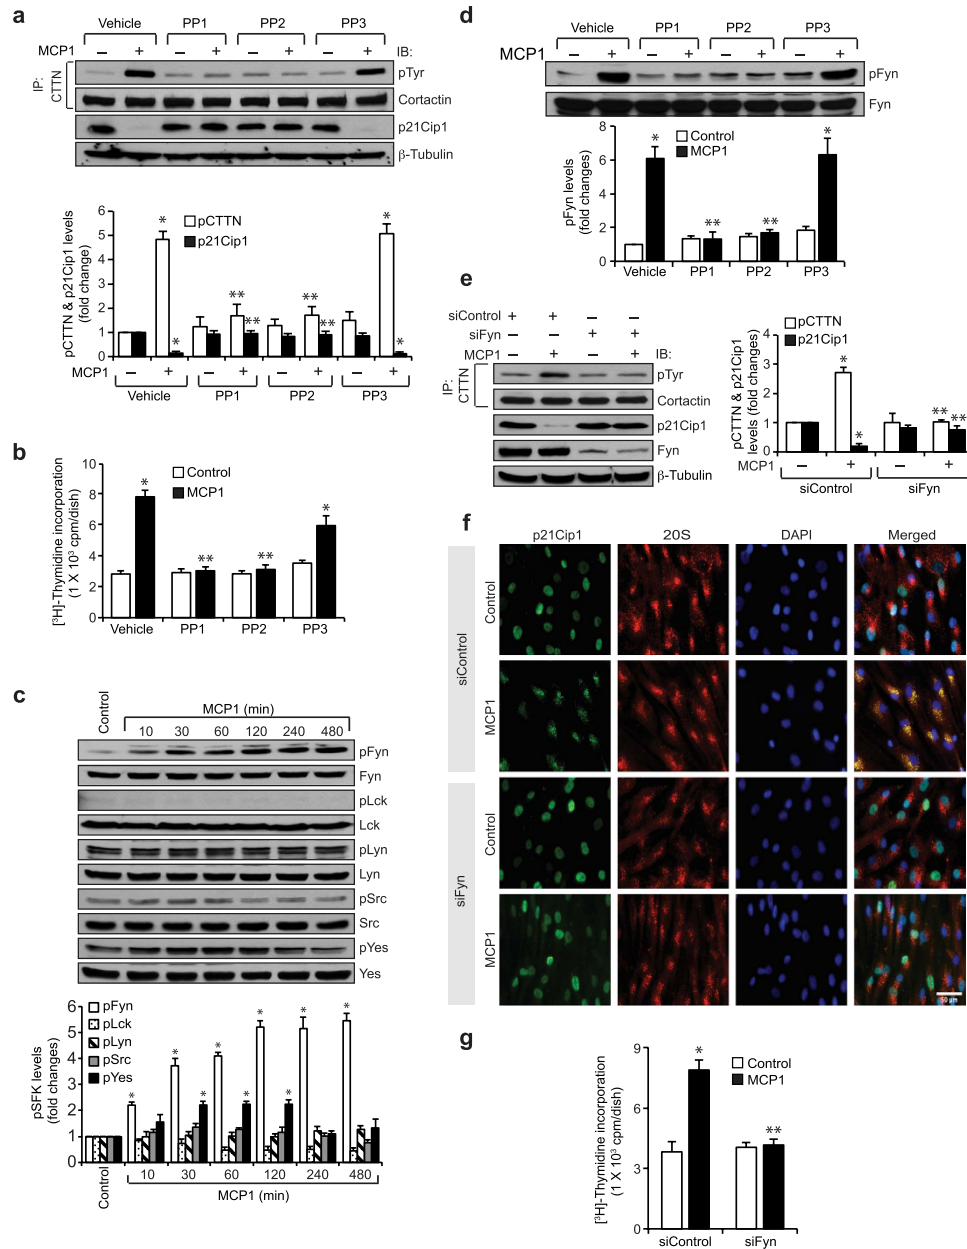 a
Vehicle PP1 PP2 PP3
MCP1 – + – + – + – + IB:
IP: CTTN
pTyr
Cortactin
p21Cip1
β-Tubulin
pCTTN & p21Cip1 levels
(fold change)
6
5
4
3
2
1
0
pCTTN
p21Cip1
* * ** ** ** ** * *
MCP1 – + – + – + – +
Vehicle PP1 PP2 PP3
b
[³H]-Thymidine incorporation
(1 X 10³ cpm/dish)
10
8
6
4
2
0
Control
MCP1
* ** ** *
Vehicle PP1 PP2 PP3
c
Control
MCP1 (min)
10 30 60 120 240 480
pFyn
Fyn
pLck
Lck
pLyn
Lyn
pSrc
Src
pYes
Yes
pSFK levels
(fold changes)
6
5
4
3
2
1
0
pFyn
pLck
pLyn
pSrc
pYes
* * * * * * * * *
Control 10 30 60 120 240 480
MCP1 (min)
d
Vehicle PP1 PP2 PP3
MCP1 – + – + – + – +
pFyn
Fyn
pFyn levels
(fold changes)
8
6
4
2
0
Control
MCP1
* ** ** *
Vehicle PP1 PP2 PP3
e
siControl + + – –
siFyn – – + +
MCP1 – + – + IB:
IP: CTTN
pTyr
Cortactin
p21Cip1
Fyn
β-Tubulin
pCTTN & p21Cip1
levels (fold changes)
4
3
2
1
0
pCTTN
p21Cip1
* * ** **
MCP1 – + – +
siControl siFyn
f
p21Cip1 20S DAPI Merged
siControl
Control
MCP1
siFyn
Control
MCP1
50 µm
g
[³H]-Thymidine incorporation
(1 X 10³ cpm/dish)
9
6
3
0
Control
MCP1
* **
siControl siFyn